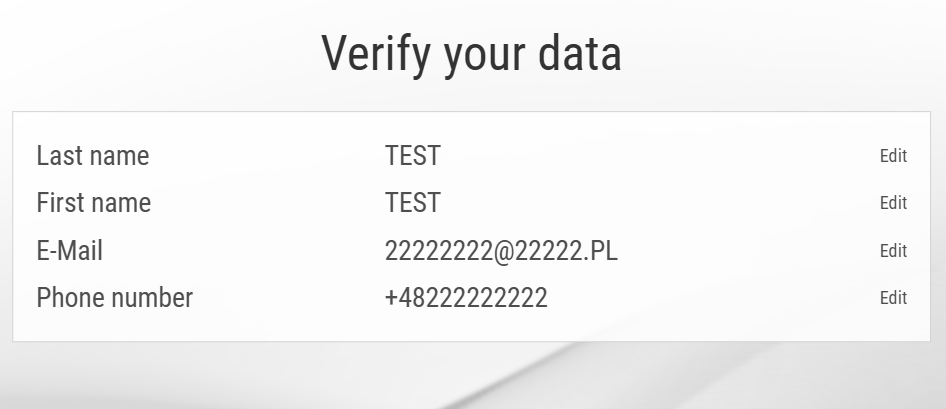 Verify your data
Last name TEST Edit
First name TEST Edit
E-Mail 22222222@22222.PL Edit
Phone number +48222222222 Edit